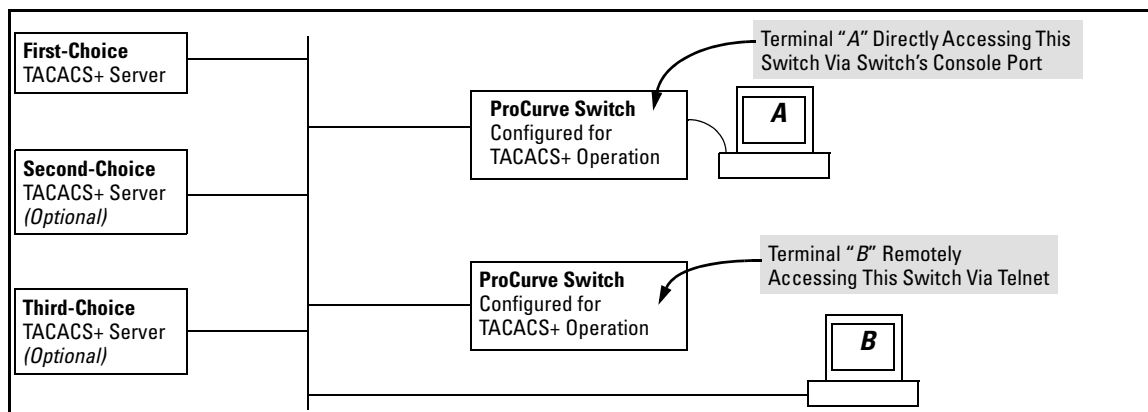 First-Choice
TACACS+ Server
Second-Choice
TACACS+ Server
(Optional)
Third-Choice
TACACS+ Server
(Optional)
ProCurve Switch
Configured for
TACACS+ Operation
Terminal “A” Directly Accessing This
Switch Via Switch’s Console Port
A
ProCurve Switch
Configured for
TACACS+ Operation
Terminal “B” Remotely
Accessing This Switch Via Telnet
B